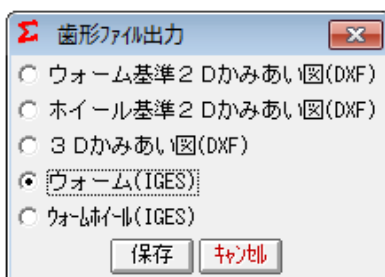 Σ 歯形ファイル出力
ウォーム基準２Ｄかみあい図(DXF)
ホイール基準２Ｄかみあい図(DXF)
３Ｄかみあい図(DXF)
ウォーム(IGES)
ｳｫｰﾑﾎｲｰﾙ(IGES)
保存 ｷｬﾝｾﾙ